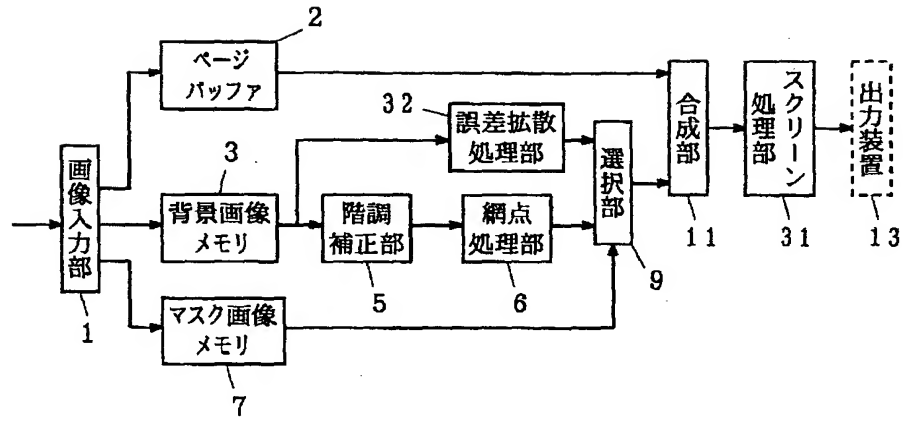 2
ページ
バッファ
32
誤差拡散
処理部
合成部
スクリーン
処理部
出力装置
画像入力部
3
背景画像
メモリ
階調
補正部
網点
処理部
選択部
11
31
13
5
6
9
1
マスク画像
メモリ
7